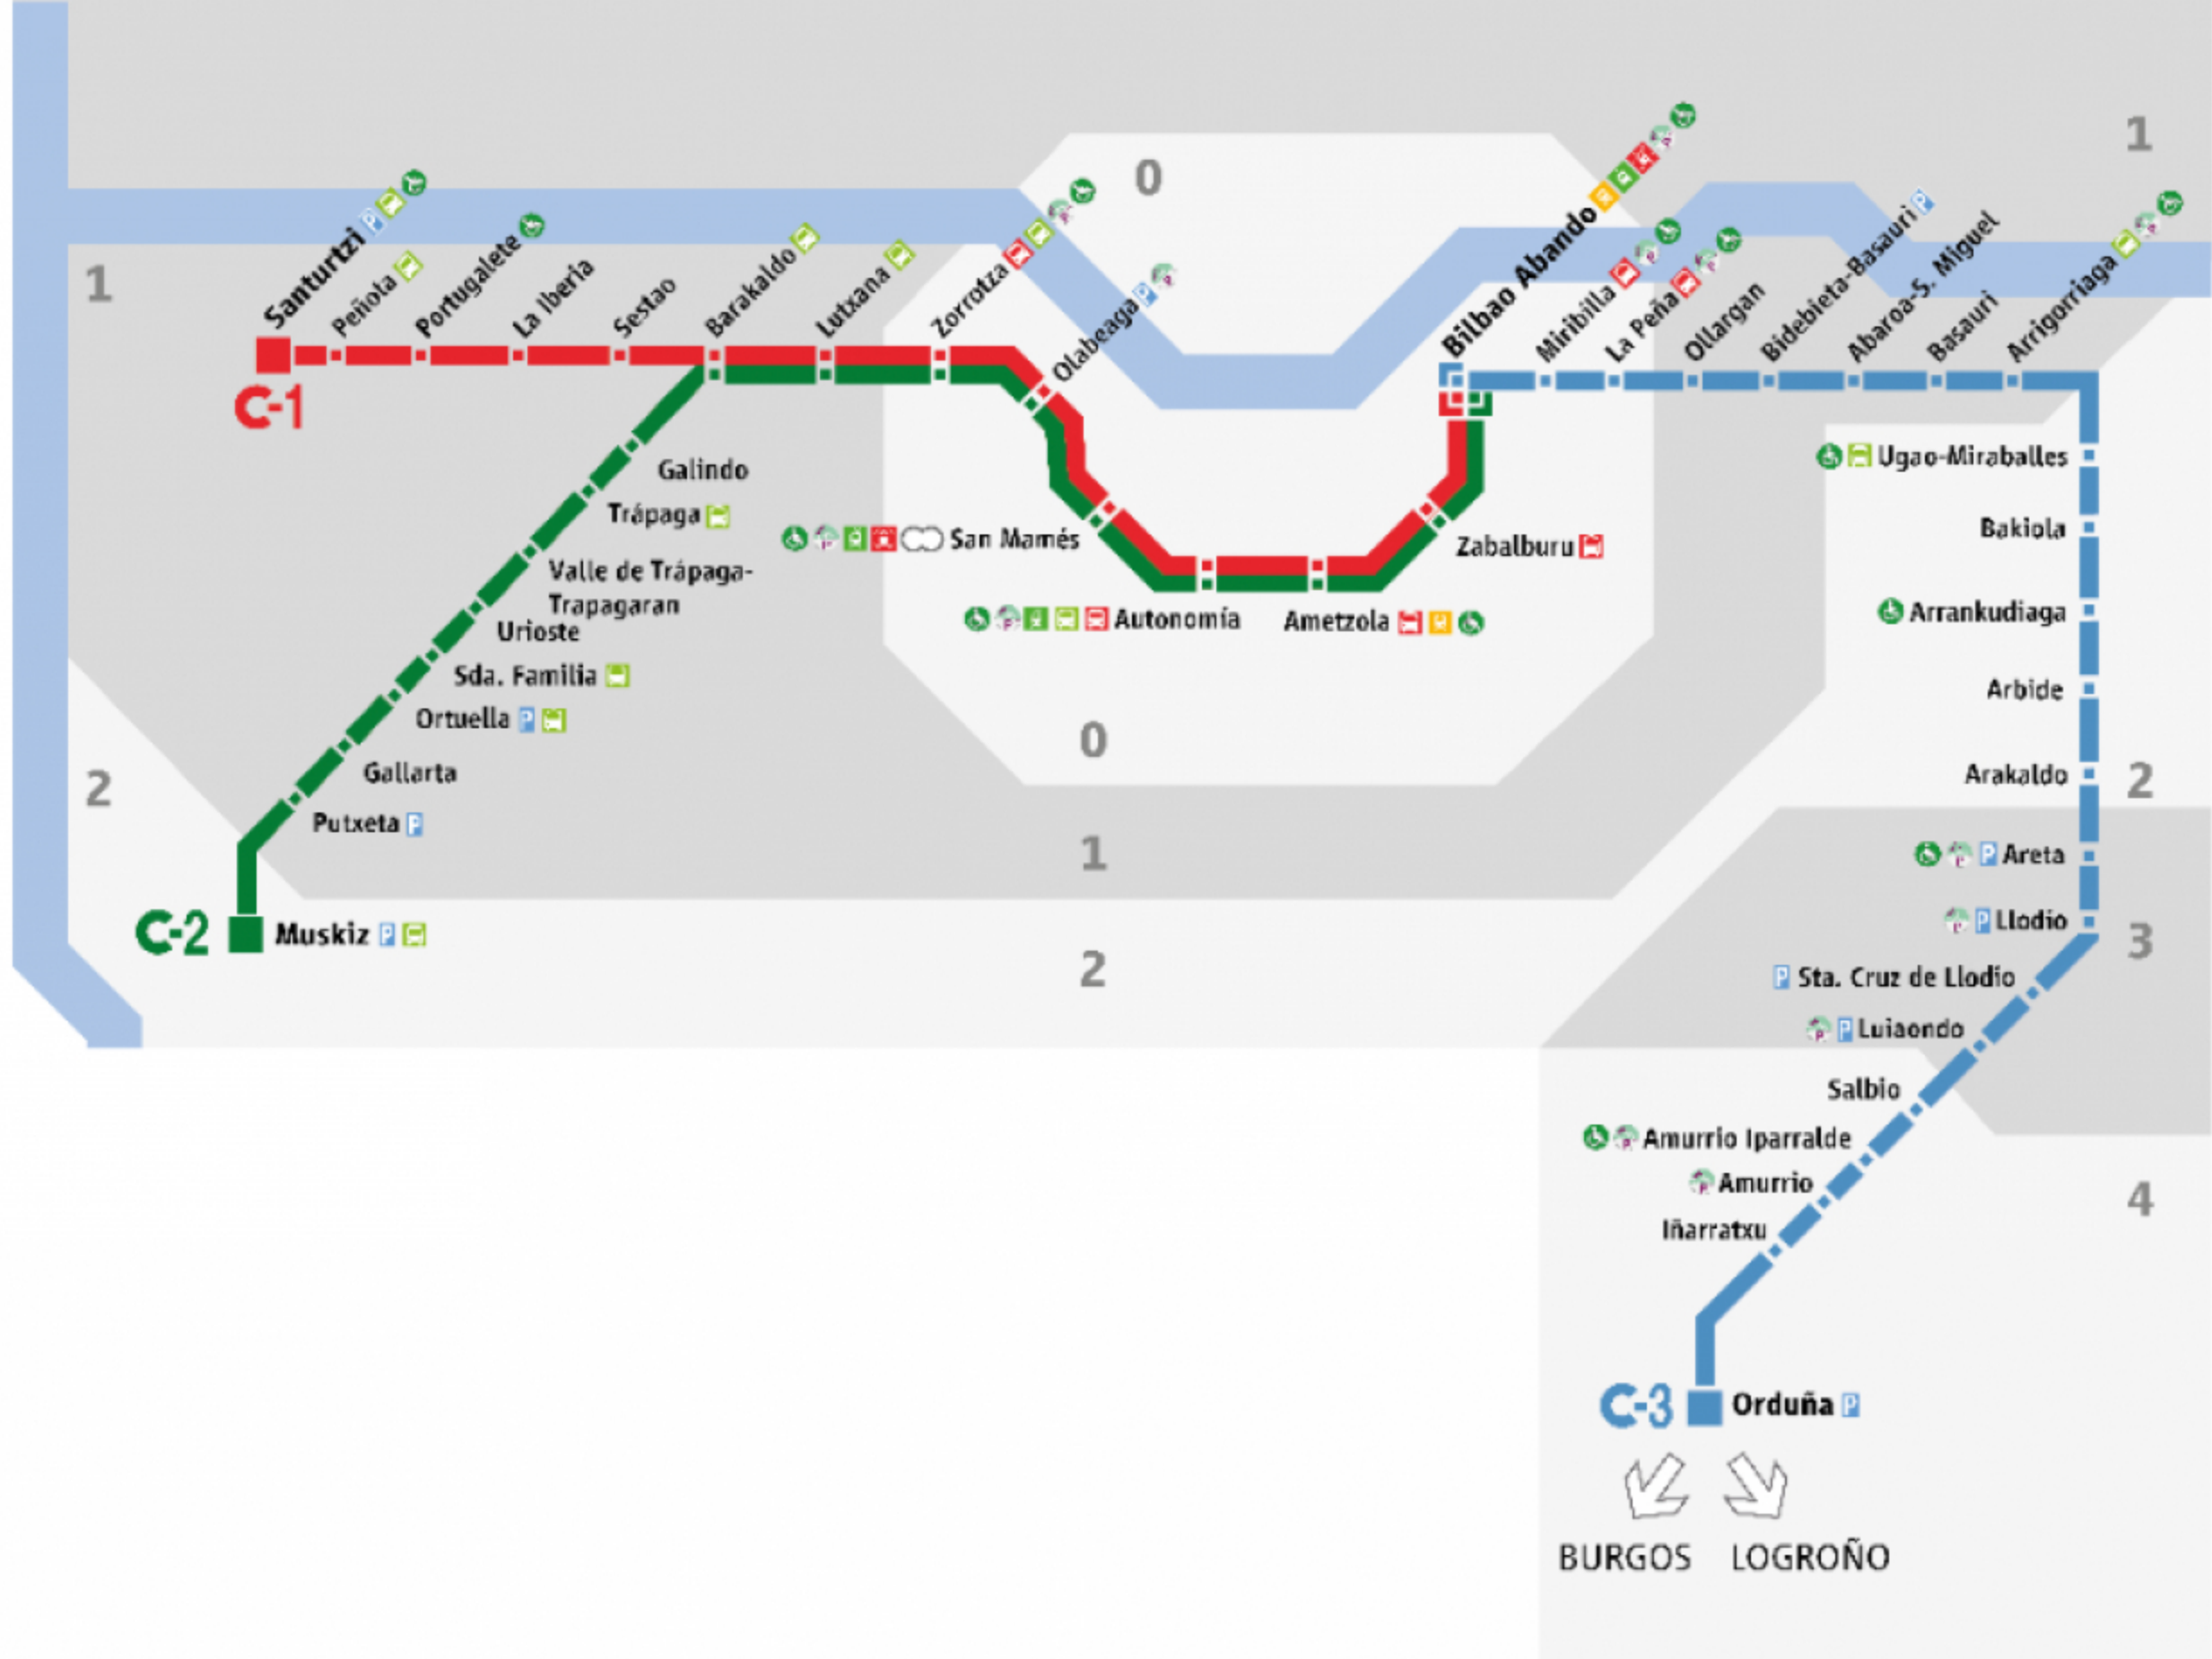 0
1
1
Santurtzi
Peñota
Portugalete
La Iberia
Sestao
Barakaldo
Lutxana
Zorrotza
Olabeaga
Bilbao Abando
Miribilla
La Peña
Ollargan
Bidebieta-Basauri
Abaroa-S. Miguel
Basauri
Arrigorriaga
C-1
Galindo
Trápaga
Valle de Trápaga-
Trapagaran
Urioste
Sda. Familia
Ortuella
Gallarta
Putxeta
C-2
Muskiz
San Mamés
Autonomía
Ametzola
Zabalburu
Ugao-Miraballes
Bakiola
Arrankudiaga
Arbide
Arakaldo
Areta
Llodio
Sta. Cruz de Llodio
Luiaondo
Salbio
Amurrio Iparralde
Amurrio
Iñarratxu
C-3
Orduña
BURGOS
LOGROÑO
2
0
1
2
2
3
4